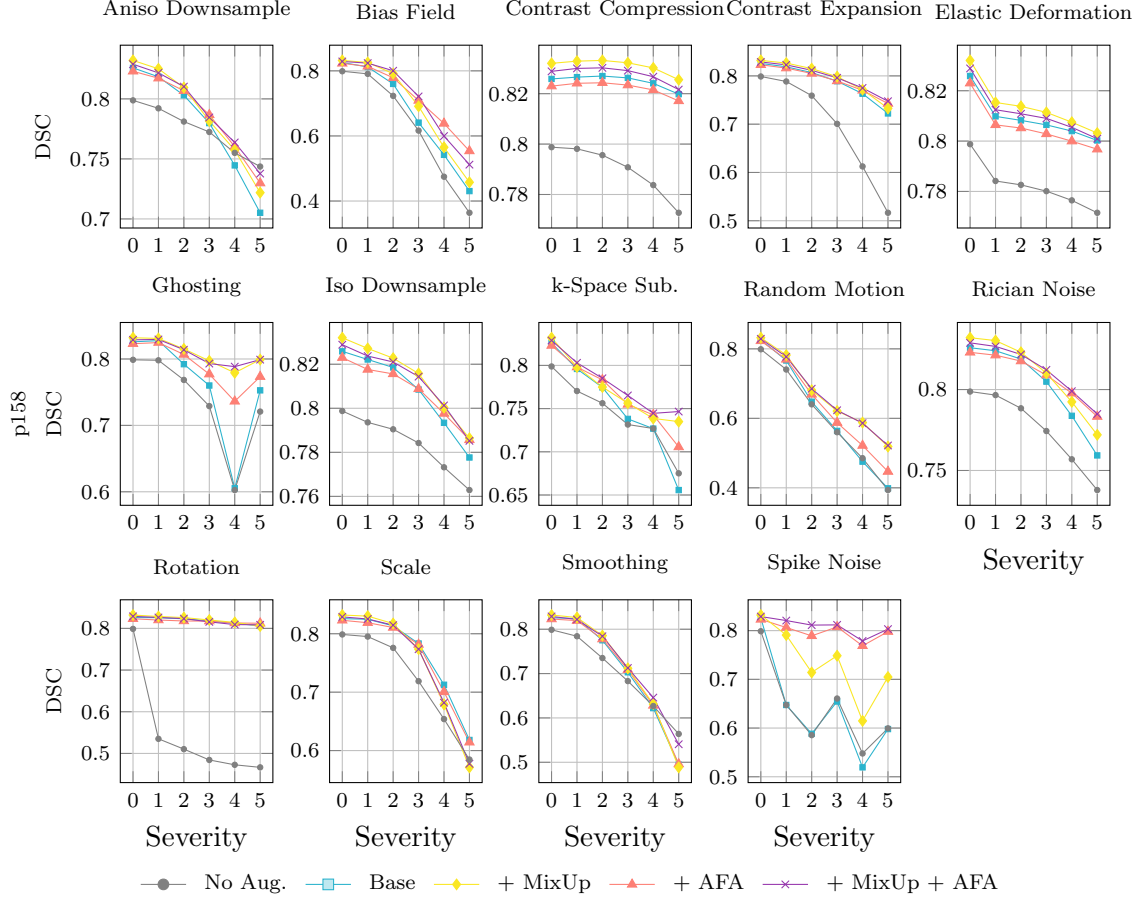 Aniso Downsample
Bias Field
Contrast Compression
Contrast Expansion
Elastic Deformation
DSC
0.8
0.75
0.7
0 1 2 3 4 5
0.8
0.6
0.4
0 1 2 3 4 5
0.82
0.8
0.78
0 1 2 3 4 5
0.8
0.7
0.6
0.5
0 1 2 3 4 5
0.82
0.8
0.78
0 1 2 3 4 5
Ghosting
Iso Downsample
k-Space Sub.
Random Motion
Rician Noise
p158
DSC
0.8
0.7
0.6
0 1 2 3 4 5
0.82
0.8
0.78
0.76
0 1 2 3 4 5
0.8
0.75
0.7
0.65
0 1 2 3 4 5
0.8
0.6
0.4
0 1 2 3 4 5
0.8
0.75
0 1 2 3 4 5
Severity
Rotation
Scale
Smoothing
Spike Noise
DSC
0.8
0.7
0.6
0.5
0 1 2 3 4 5
Severity
0.8
0.7
0.6
0 1 2 3 4 5
Severity
0.8
0.7
0.6
0.5
0 1 2 3 4 5
Severity
0.8
0.7
0.6
0.5
0 1 2 3 4 5
Severity
No Aug.
Base
+ MixUp
+ AFA
+ MixUp + AFA